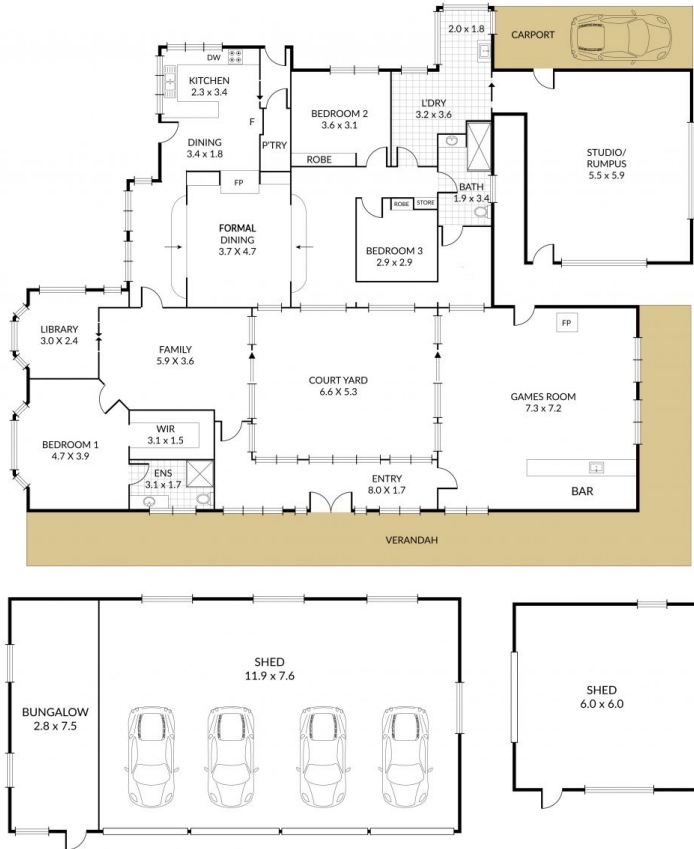 2.0 x 1.8
CARPORT
DW
KITCHEN
2.3 x 3.4
F
DINING
3.4 x 1.8
P'TRY
BEDROOM 2
3.6 x 3.1
ROBE
L'DRY
3.2 x 3.6
STUDIO/
RUMPUS
5.5 x 5.9
BATH
1.9 x 3.4
FP
FORMAL
DINING
3.7 X 4.7
ROBE
STORE
BEDROOM 3
2.9 x 2.9
LIBRARY
3.0 X 2.4
FAMILY
5.9 X 3.6
COURT YARD
6.6 X 5.3
FP
GAMES ROOM
7.3 x 7.2
BEDROOM 1
4.7 X 3.9
WIR
3.1 x 1.5
ENS
3.1 x 1.7
ENTRY
8.0 X 1.7
BAR
VERANDAH
SHED
11.9 x 7.6
BUNGALOW
2.8 x 7.5
SHED
6.0 x 6.0